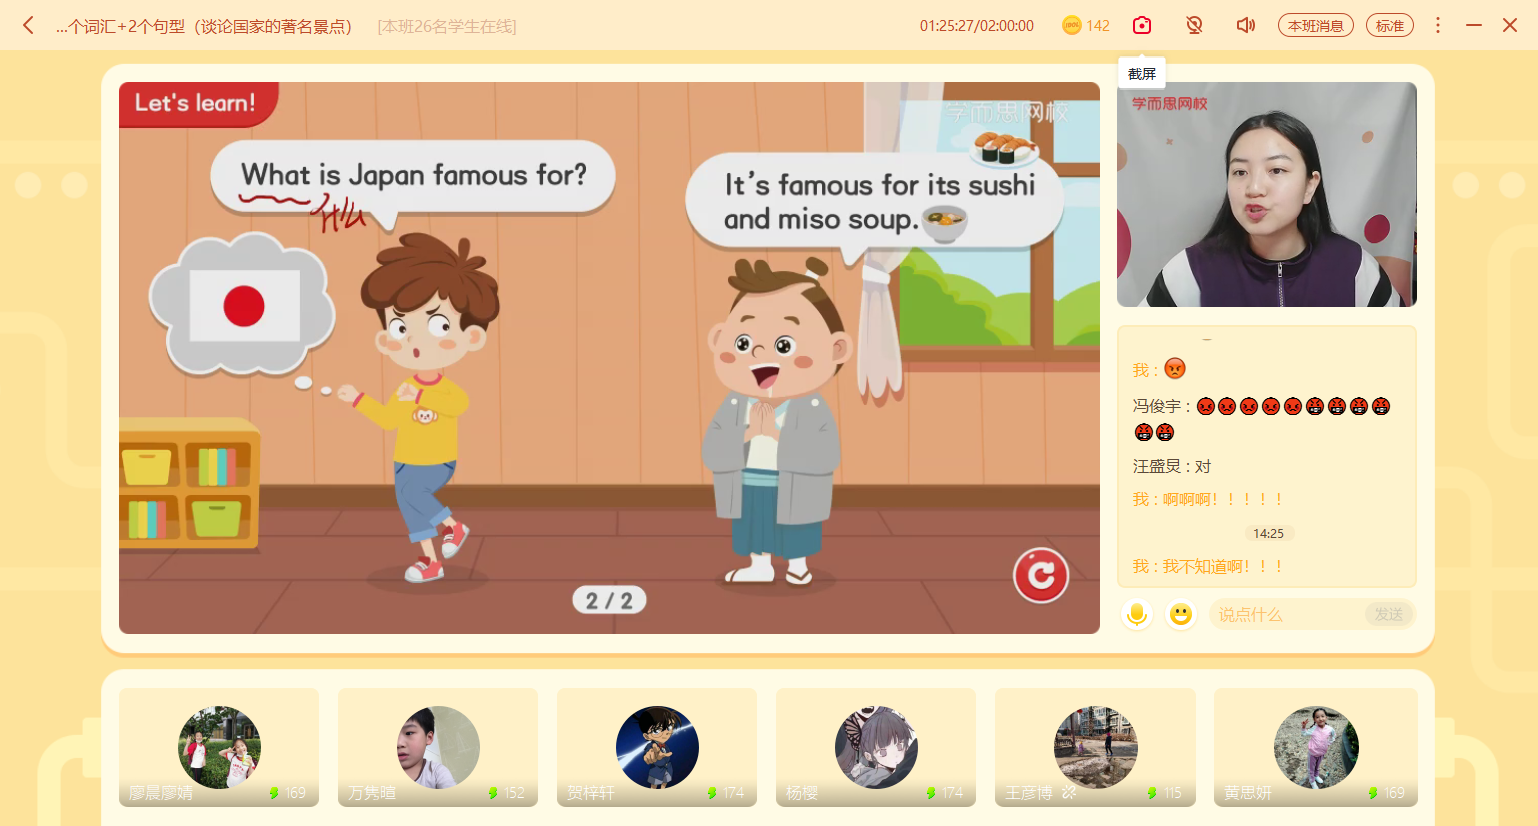 ...个词汇+2个句型（谈论国家的著名景点）
[本班26名学生在线]
01:25:27/02:00:00
142
本班消息
标准
截屏
Let's learn!
学而思网校
What is Japan famous for?
It's famous for its sushi
and miso soup.
2 / 2
学而思网校
我 :
冯俊宇 :
汪盛炅 : 对
我 : 啊啊啊！！！！！
14:25
我 : 我不知道啊！！！
说点什么
发送
廖晨廖婧
169
万隽暄
152
贺梓轩
174
杨樱
174
王彦博
115
黄思妍
169